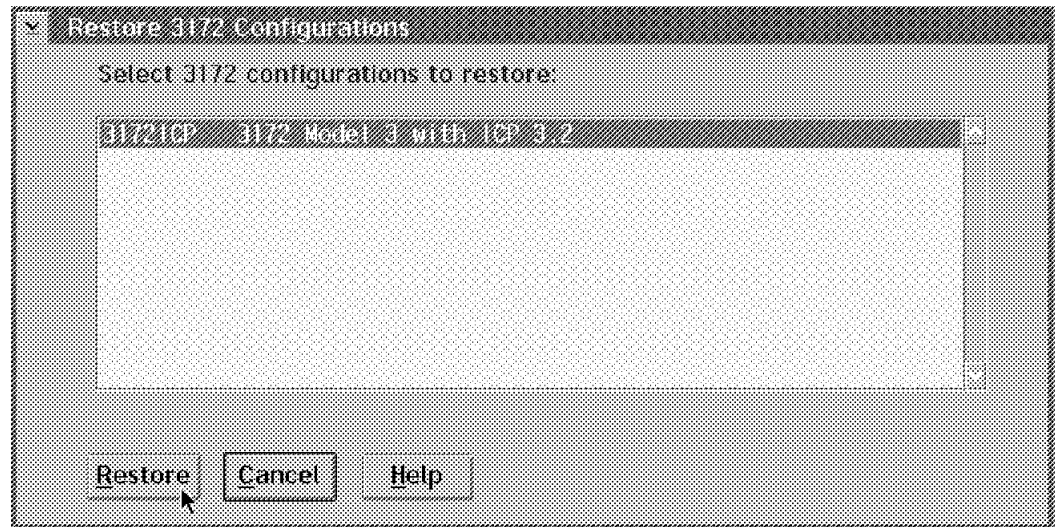 Restore 3172 Configurations
Select 3172 configurations to restore:
3172ICP 3172 Model 3 with ICP 3.2
Restore Cancel Help